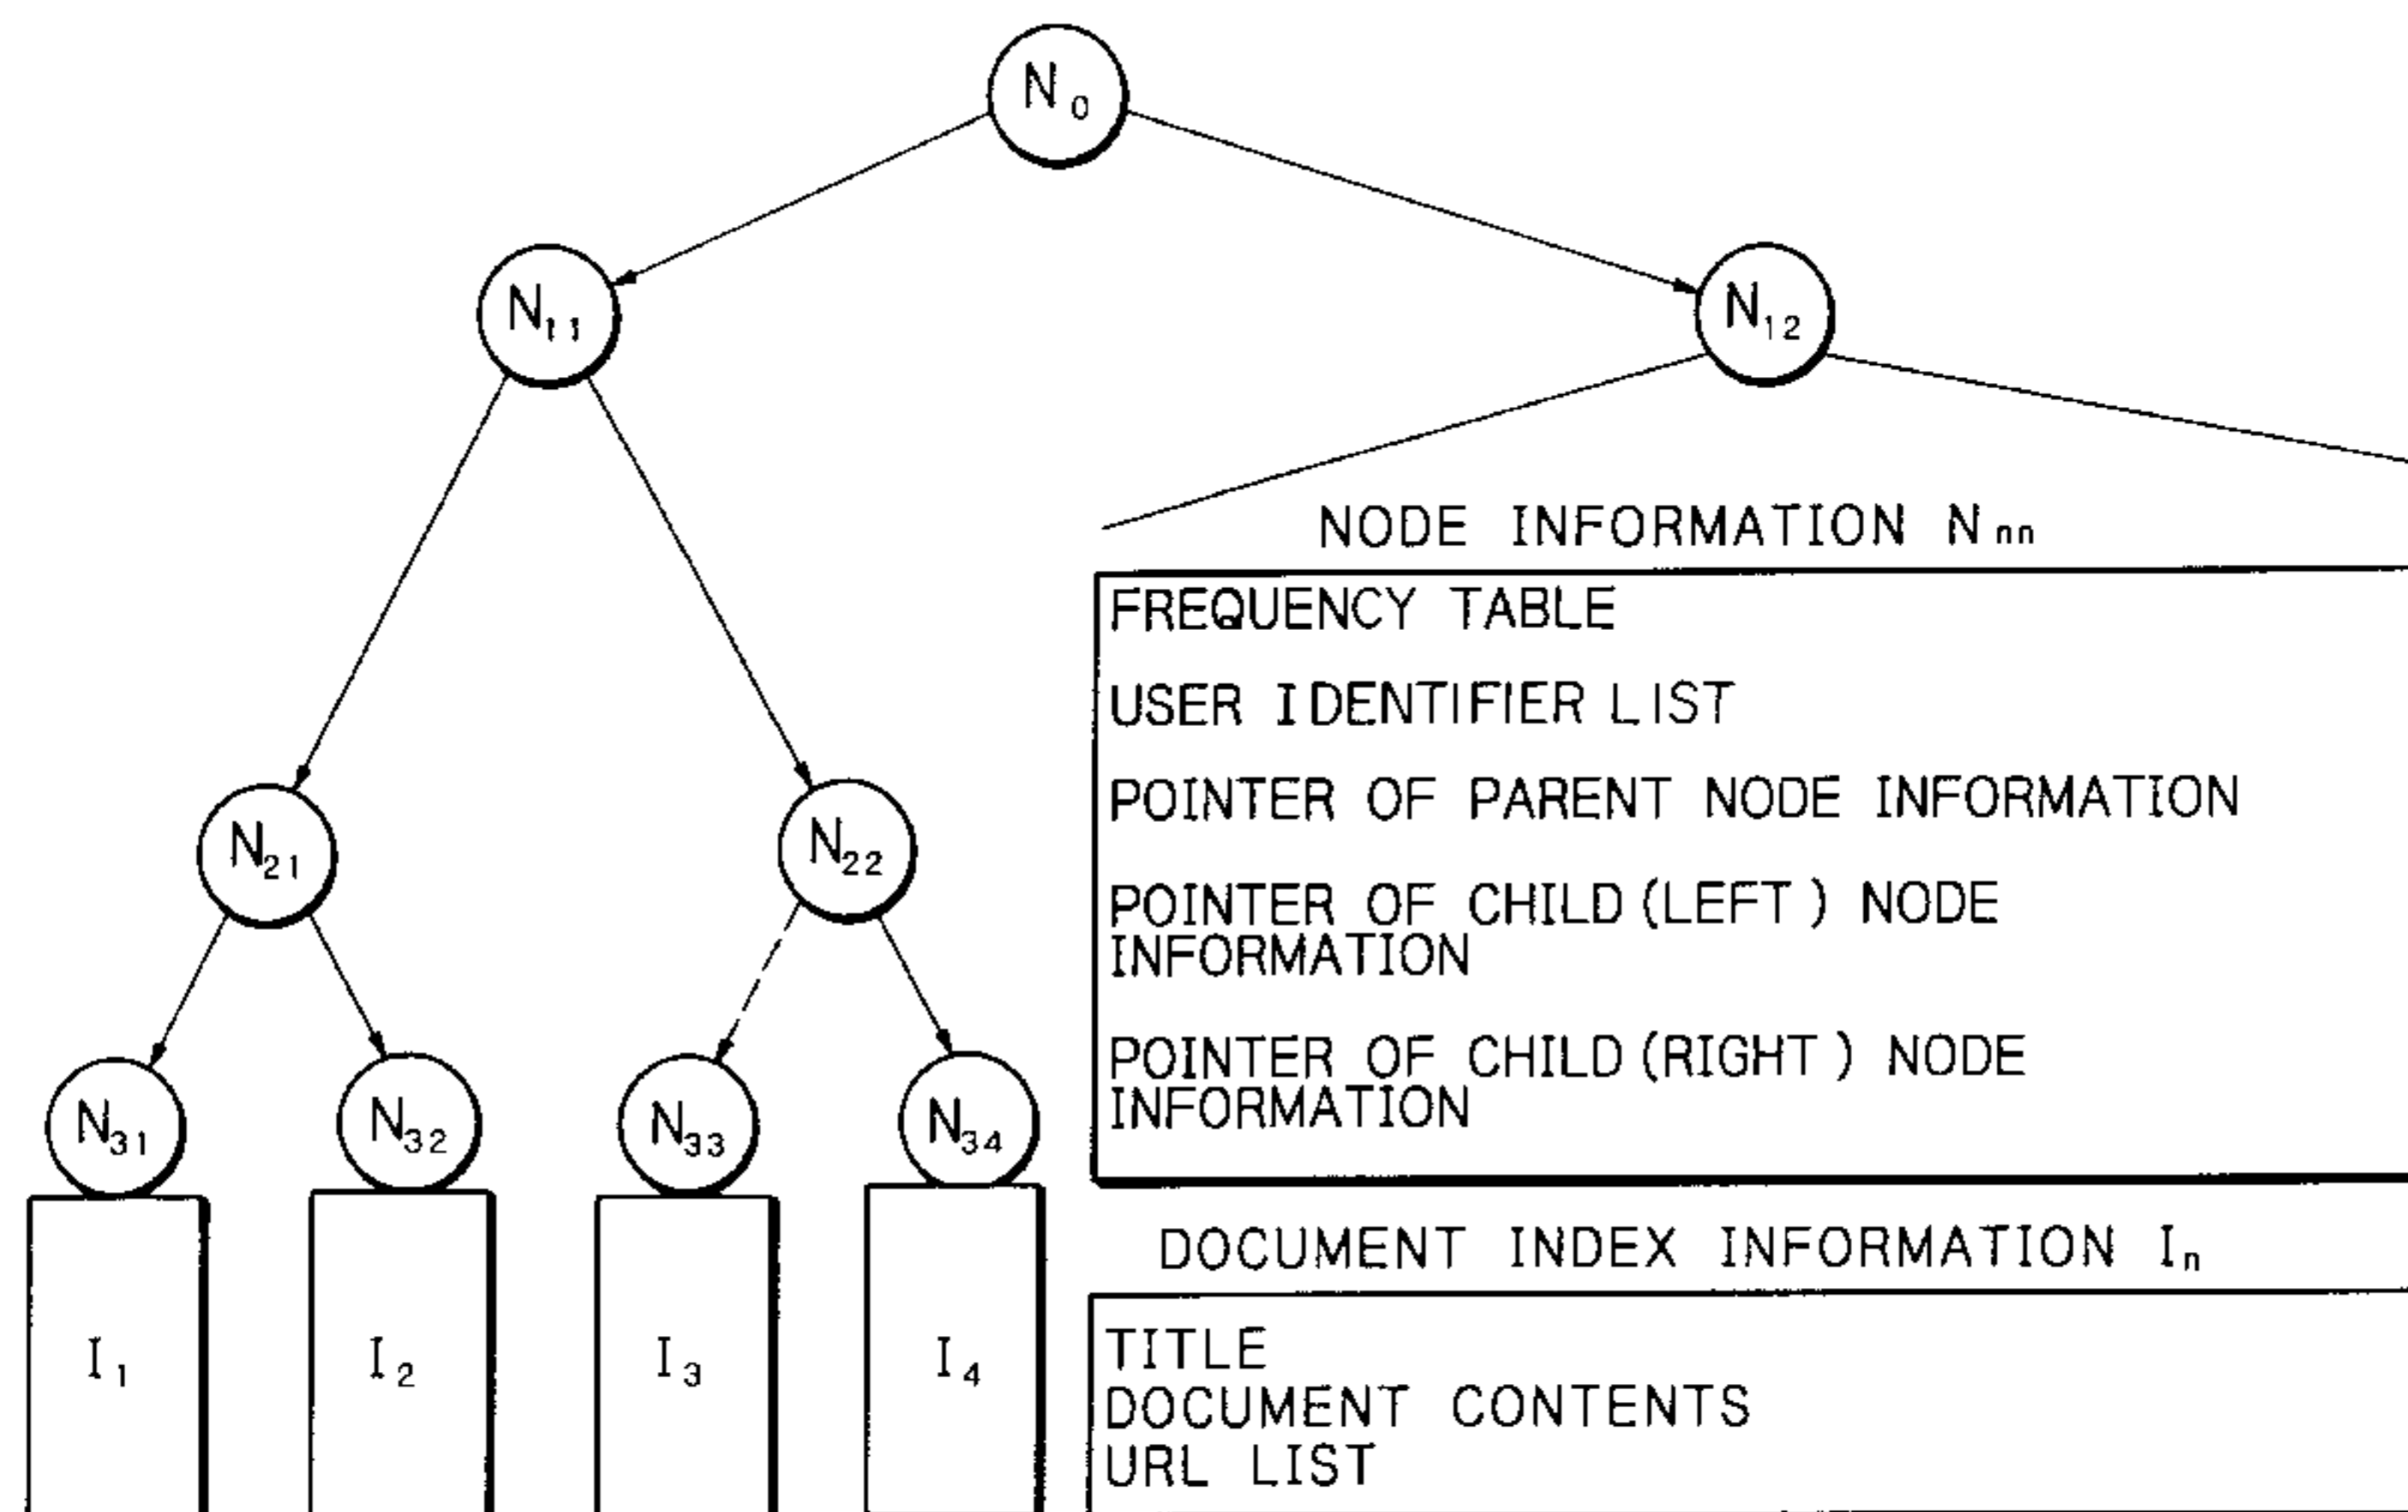 N₀
N₁₁
N₁₂
NODE INFORMATION Nₙₙ
FREQUENCY TABLE
USER IDENTIFIER LIST
POINTER OF PARENT NODE INFORMATION
POINTER OF CHILD (LEFT) NODE
INFORMATION
POINTER OF CHILD (RIGHT) NODE
INFORMATION
N₂₁
N₂₂
N₃₁
N₃₂
N₃₃
N₃₄
I₁
I₂
I₃
I₄
DOCUMENT INDEX INFORMATION Iₙ
TITLE
DOCUMENT CONTENTS
URL LIST